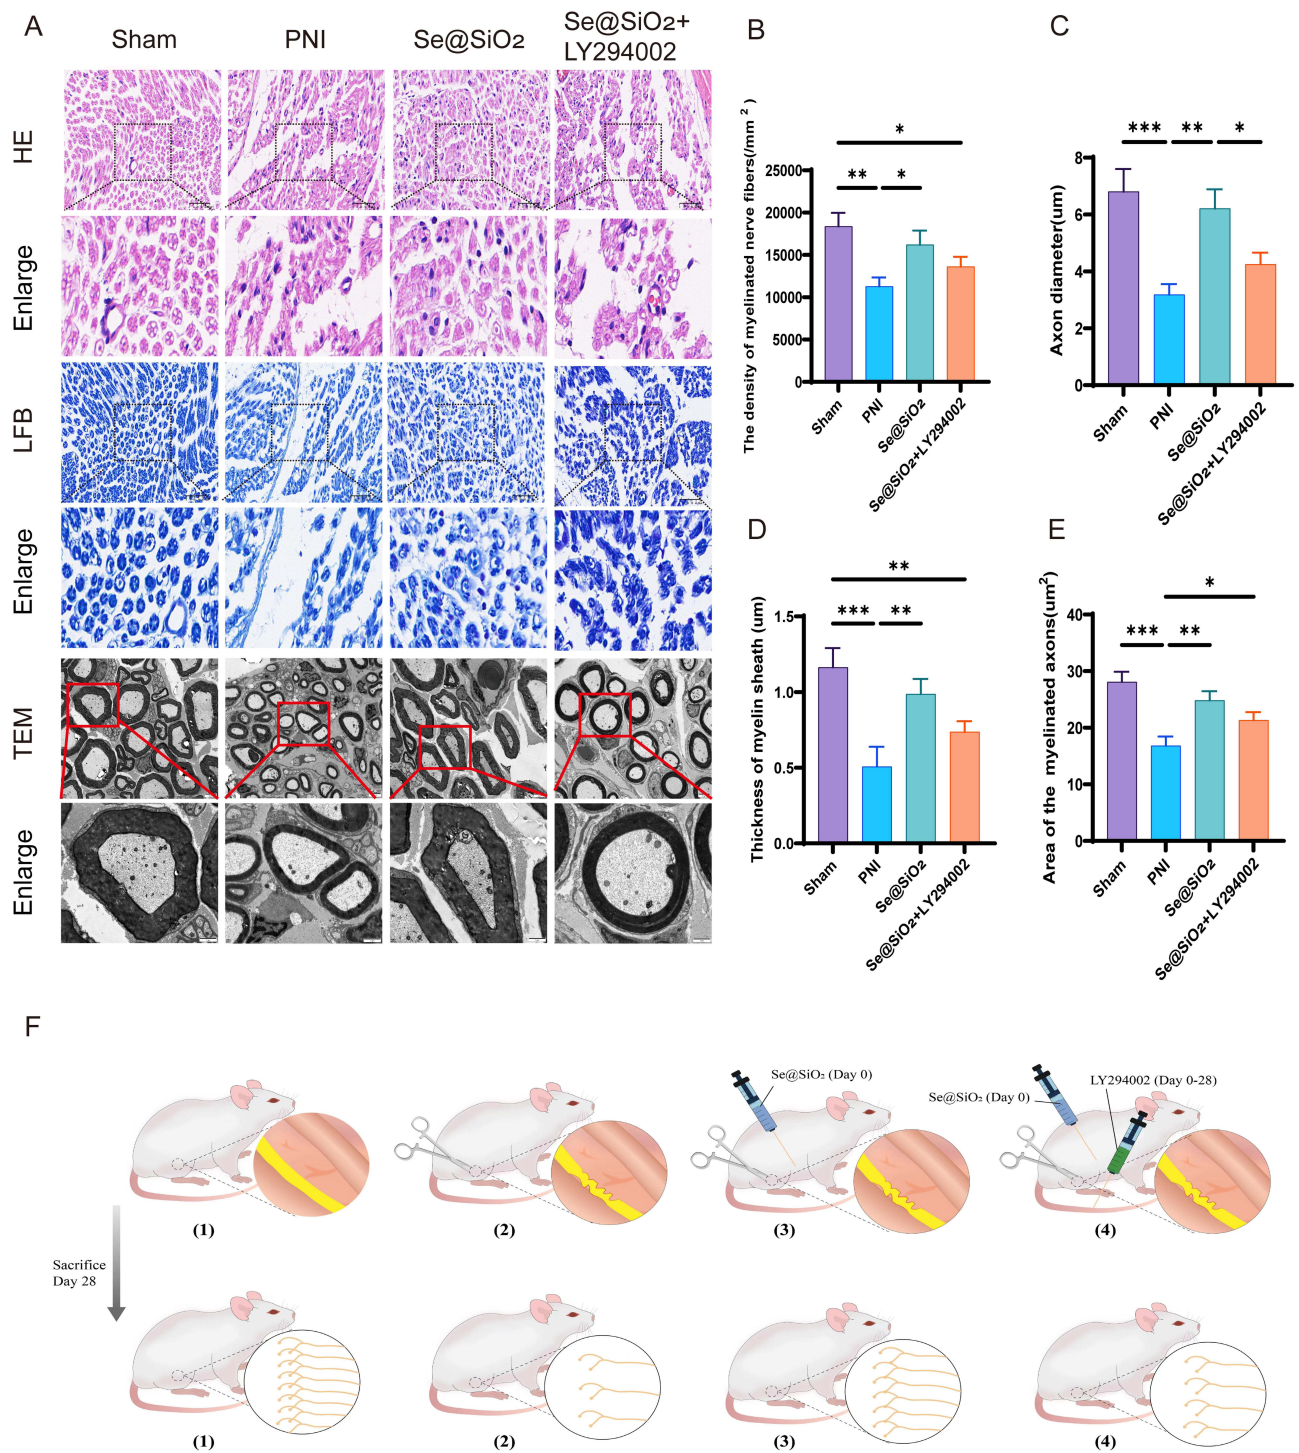 A
Sham
PNI
Se@SiO2
Se@SiO2+
LY294002
HE
Enlarge
LFB
Enlarge
TEM
Enlarge
B
The density of myelinated nerve fibers(/mm 2 )
25000
20000
15000
10000
5000
0
*
** *
Sham
PNI
Se@SiO2
Se@SiO2+LY294002
C
Axon diameter(um)
8
6
4
2
0
*** ** *
Sham
PNI
Se@SiO2
Se@SiO2+LY294002
D
Thickness of myelin sheath (um)
1.5
1.0
0.5
0.0
**
*** **
Sham
PNI
Se@SiO2
Se@SiO2+LY294002
E
Area of the myelinated axons(um2)
40
30
20
10
0
*
*** **
Sham
PNI
Se@SiO2
Se@SiO2+LY294002
F
Se@SiO2 (Day 0)
Se@SiO2 (Day 0)
LY294002 (Day 0-28)
(1)
(2)
(3)
(4)
Sacrifice
Day 28
(1)
(2)
(3)
(4)